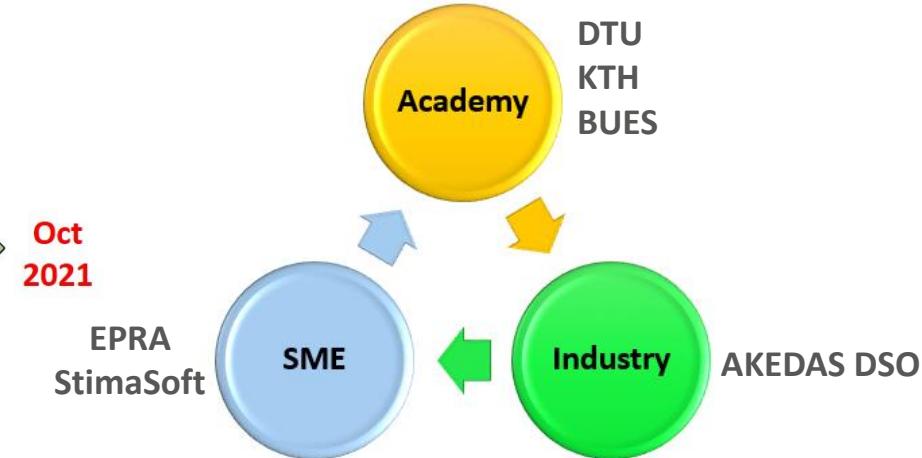 DTU
KTH
BUES
Academy
Oct
2021
EPRA
StimaSoft
SME
Industry
AKEDAS DSO